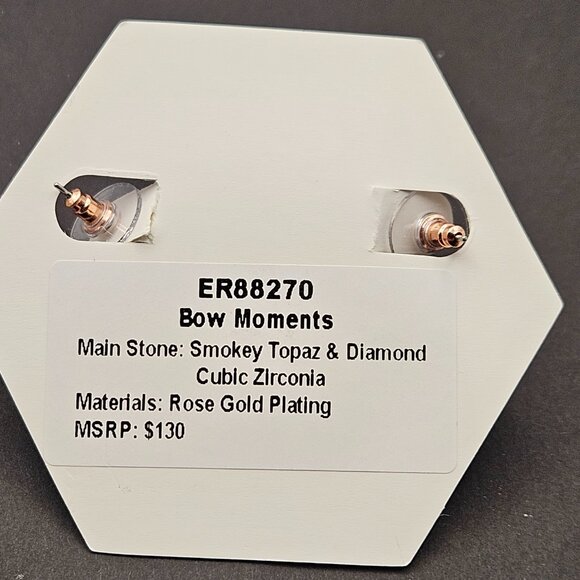 ER88270
Bow Moments
Main Stone: Smokey Topaz & Diamond
Cubic ZIrconia
Materials: Rose Gold Plating
MSRP: $130